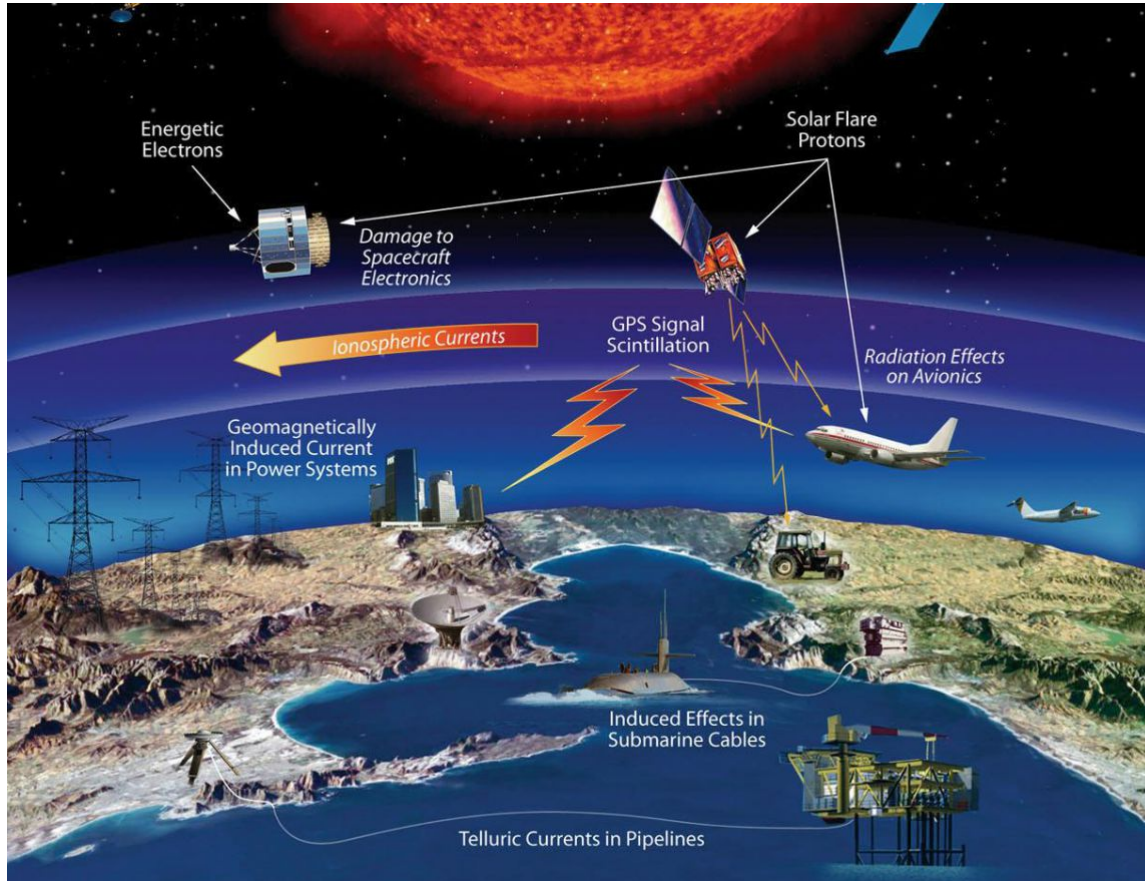 Energetic
Electrons
Solar Flare
Protons
Damage to
Spacecraft
Electronics
Ionospheric Currents
GPS Signal
Scintillation
Radiation Effects
on Avionics
Geomagnetically
Induced Current
in Power Systems
Induced Effects in
Submarine Cables
Telluric Currents in Pipelines